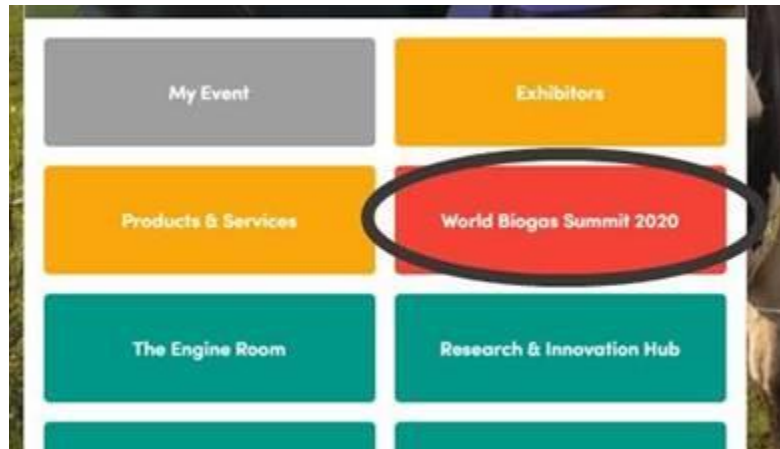 My Event
Exhibitors
Products & Services
World Biogas Summit 2020
The Engine Room
Research & Innovation Hub